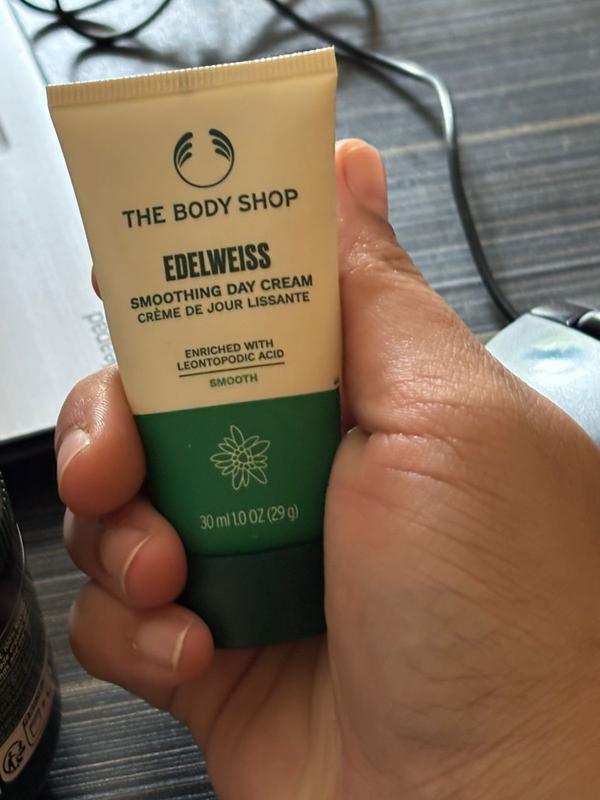 THE BODY SHOP
EDELWEISS
SMOOTHING DAY CREAM
CRÈME DE JOUR LISSANTE
ENRICHED WITH
LEONTOPODIC ACID
SMOOTH
30 ml 1.0 OZ (29 g)